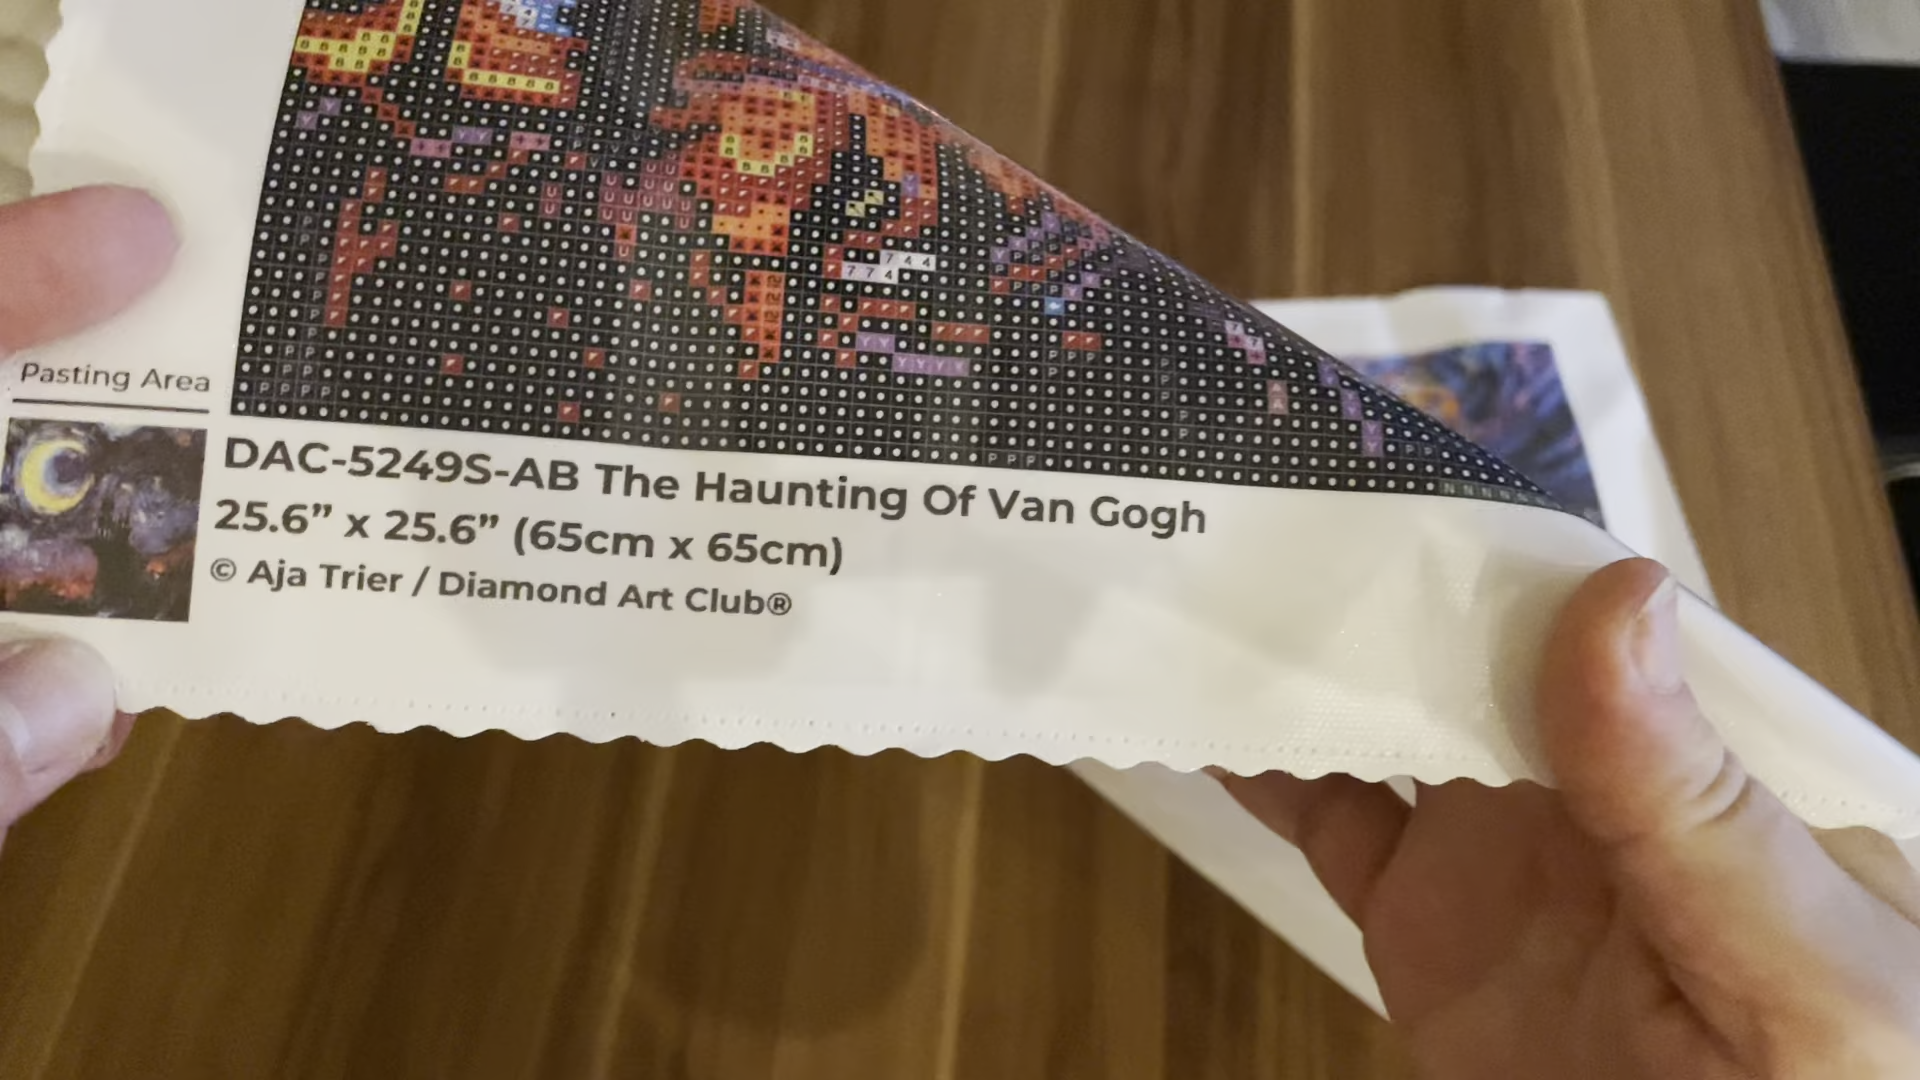 Pasting Area
DAC-5249S-AB The Haunting Of Van Gogh
25.6” x 25.6” (65cm x 65cm)
© Aja Trier / Diamond Art Club®